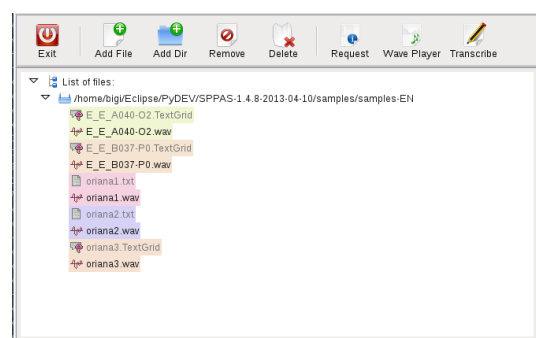 Exit Add File Add Dir Remove Delete Request Wave Player Transcribe
List of files:
/home/bigi/Eclipse/PyDEV/SPPAS-1.4.8-2013-04-10/samples/samples-EN
E_E_A040-O2.TextGrid
E_E_A040-O2.wav
E_E_B037-P0.TextGrid
E_E_B037-P0.wav
oriana1.txt
oriana1.wav
oriana2.txt
oriana2.wav
oriana3.TextGrid
oriana3.wav